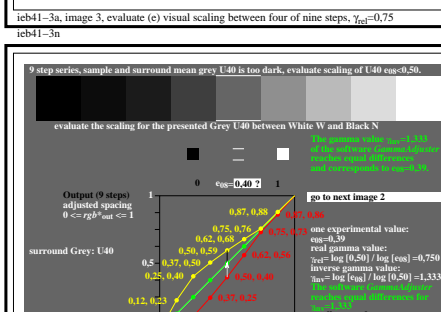 ieb41-3a, image 3, evaluate (e) visual scaling between four of nine steps, γrel=0,75
ieb41-3n
9 step series, sample and surround mean grey U40 is too dark, evaluate scaling of U40 e08<0,50.
evaluate the scaling for the presented Grey U40 between White W and Black N
The gamma value γinv=1,333
of the software GammaAdjuster
reaches equal differences
and corresponds to e08=0,39.
0 e08=0,40 ? 1
Output (9 steps)
adjusted spacing
0 <= rgb*out <= 1
surround Grey: U40
go to next image 2
1
0,87, 0,88
0,87, 0,86
0,75, 0,76
0,75, 0,73
0,62, 0,68
0,50, 0,59
0,62, 0,56
0,5
0,37, 0,50
0,25, 0,40
0,50, 0,40
0,37, 0,25
0,12, 0,23
one experimental value:
e08=0,39
real gamma value:
γrel= log [0,50] / log [e08] =0,750
inverse gamma value:
γinv= log [e08] / log [0,50] =1,333
The software GammaAdjuster
reaches equal differences for
γinv=1,333